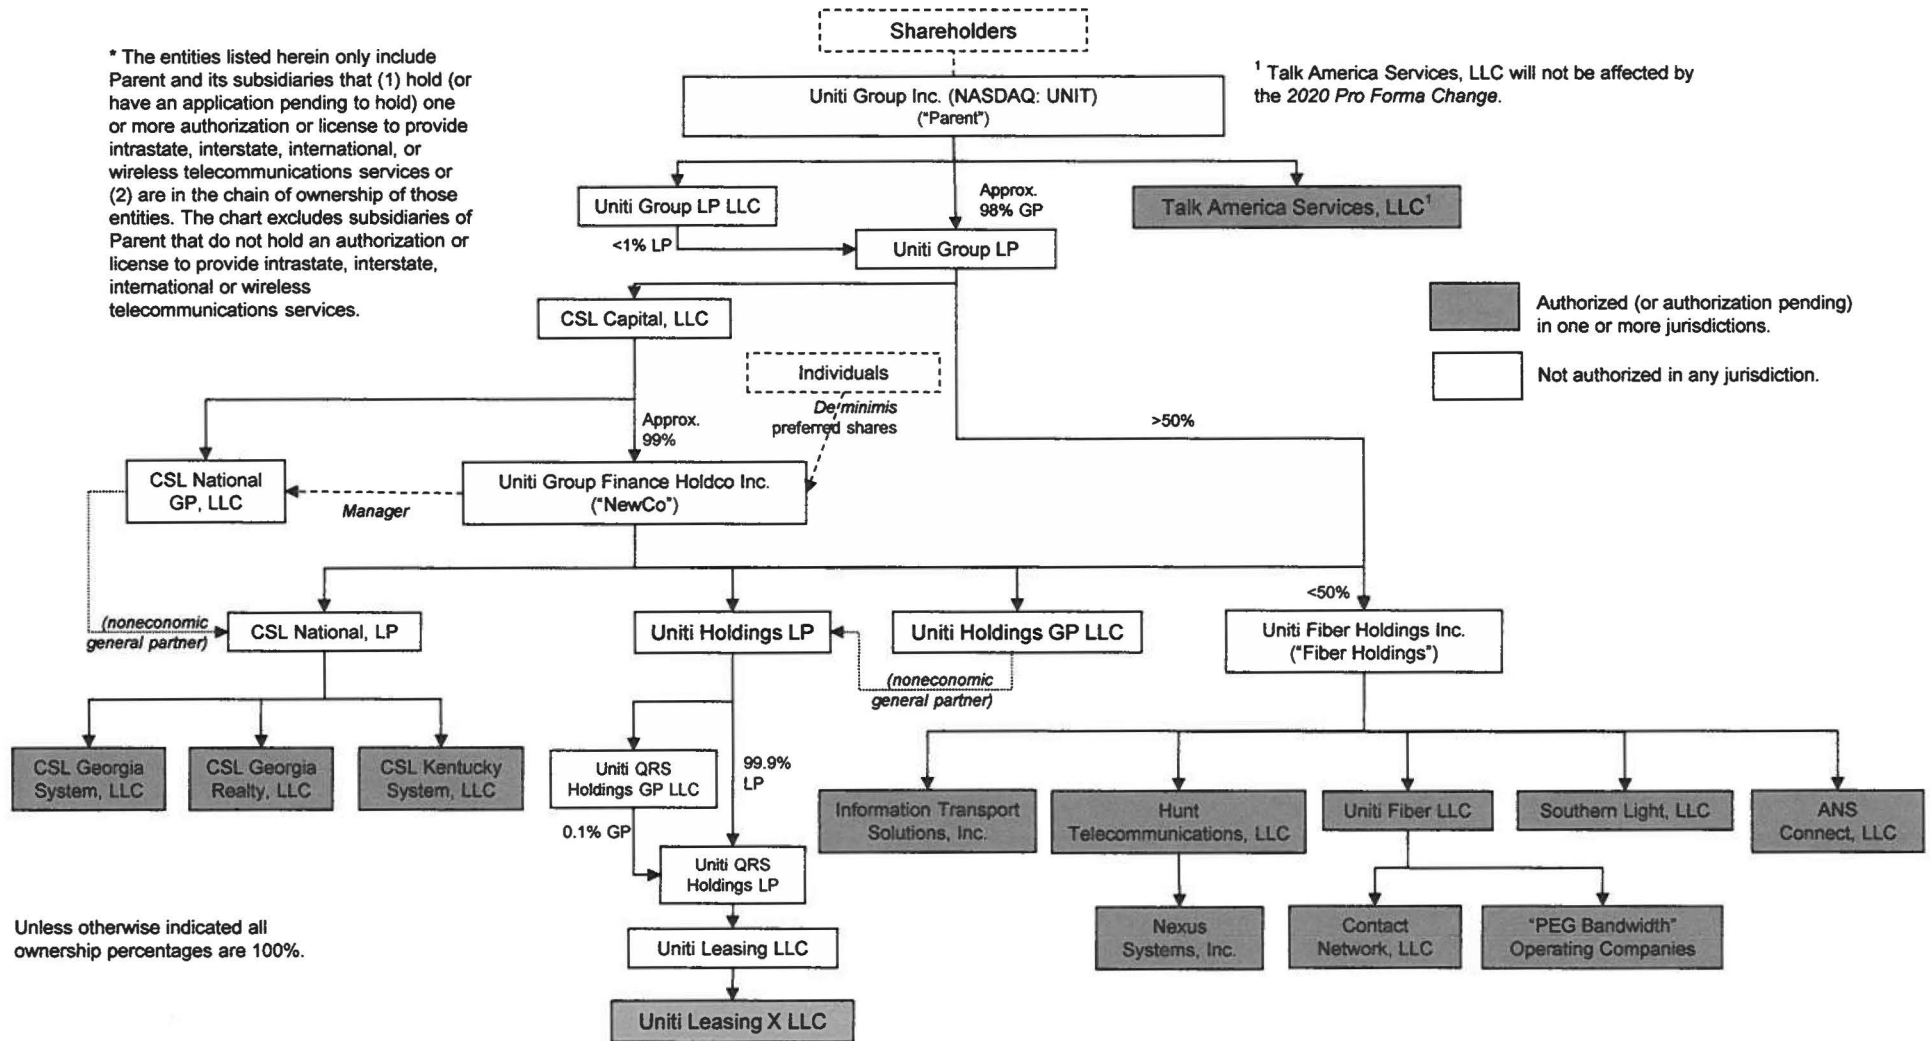 Shareholders
* The entities listed herein only include
Parent and its subsidiaries that (1) hold (or
have an application pending to hold) one
or more authorization or license to provide
intrastate, interstate, international, or
wireless telecommunications services or
(2) are in the chain of ownership of those
entities. The chart excludes subsidiaries of
Parent that do not hold an authorization or
license to provide intrastate, interstate,
international or wireless
telecommunications services.
Uniti Group Inc. (NASDAQ: UNIT)
("Parent")
¹ Talk America Services, LLC will not be affected by
the 2020 Pro Forma Change.
Uniti Group LP LLC
Approx.
98% GP
Talk America Services, LLC¹
<1% LP
Uniti Group LP
CSL Capital, LLC
Authorized (or authorization pending)
in one or more jurisdictions.
Not authorized in any jurisdiction.
Individuals
De minimis
preferred shares
Approx.
99%
>50%
CSL National
GP, LLC
Manager
Uniti Group Finance Holdco Inc.
("NewCo")
<50%
(noneconomic
general partner)
CSL National, LP
Uniti Holdings LP
Uniti Holdings GP LLC
(noneconomic
general partner)
Uniti Fiber Holdings Inc.
("Fiber Holdings")
CSL Georgia
System, LLC
CSL Georgia
Realty, LLC
CSL Kentucky
System, LLC
Uniti QRS
Holdings GP LLC
99.9%
LP
0.1% GP
Uniti QRS
Holdings LP
Information Transport
Solutions, Inc.
Hunt
Telecommunications, LLC
Uniti Fiber LLC
Southern Light, LLC
ANS
Connect, LLC
Nexus
Systems, Inc.
Contact
Network, LLC
"PEG Bandwidth"
Operating Companies
Unless otherwise indicated all
ownership percentages are 100%.
Uniti Leasing LLC
Uniti Leasing X LLC